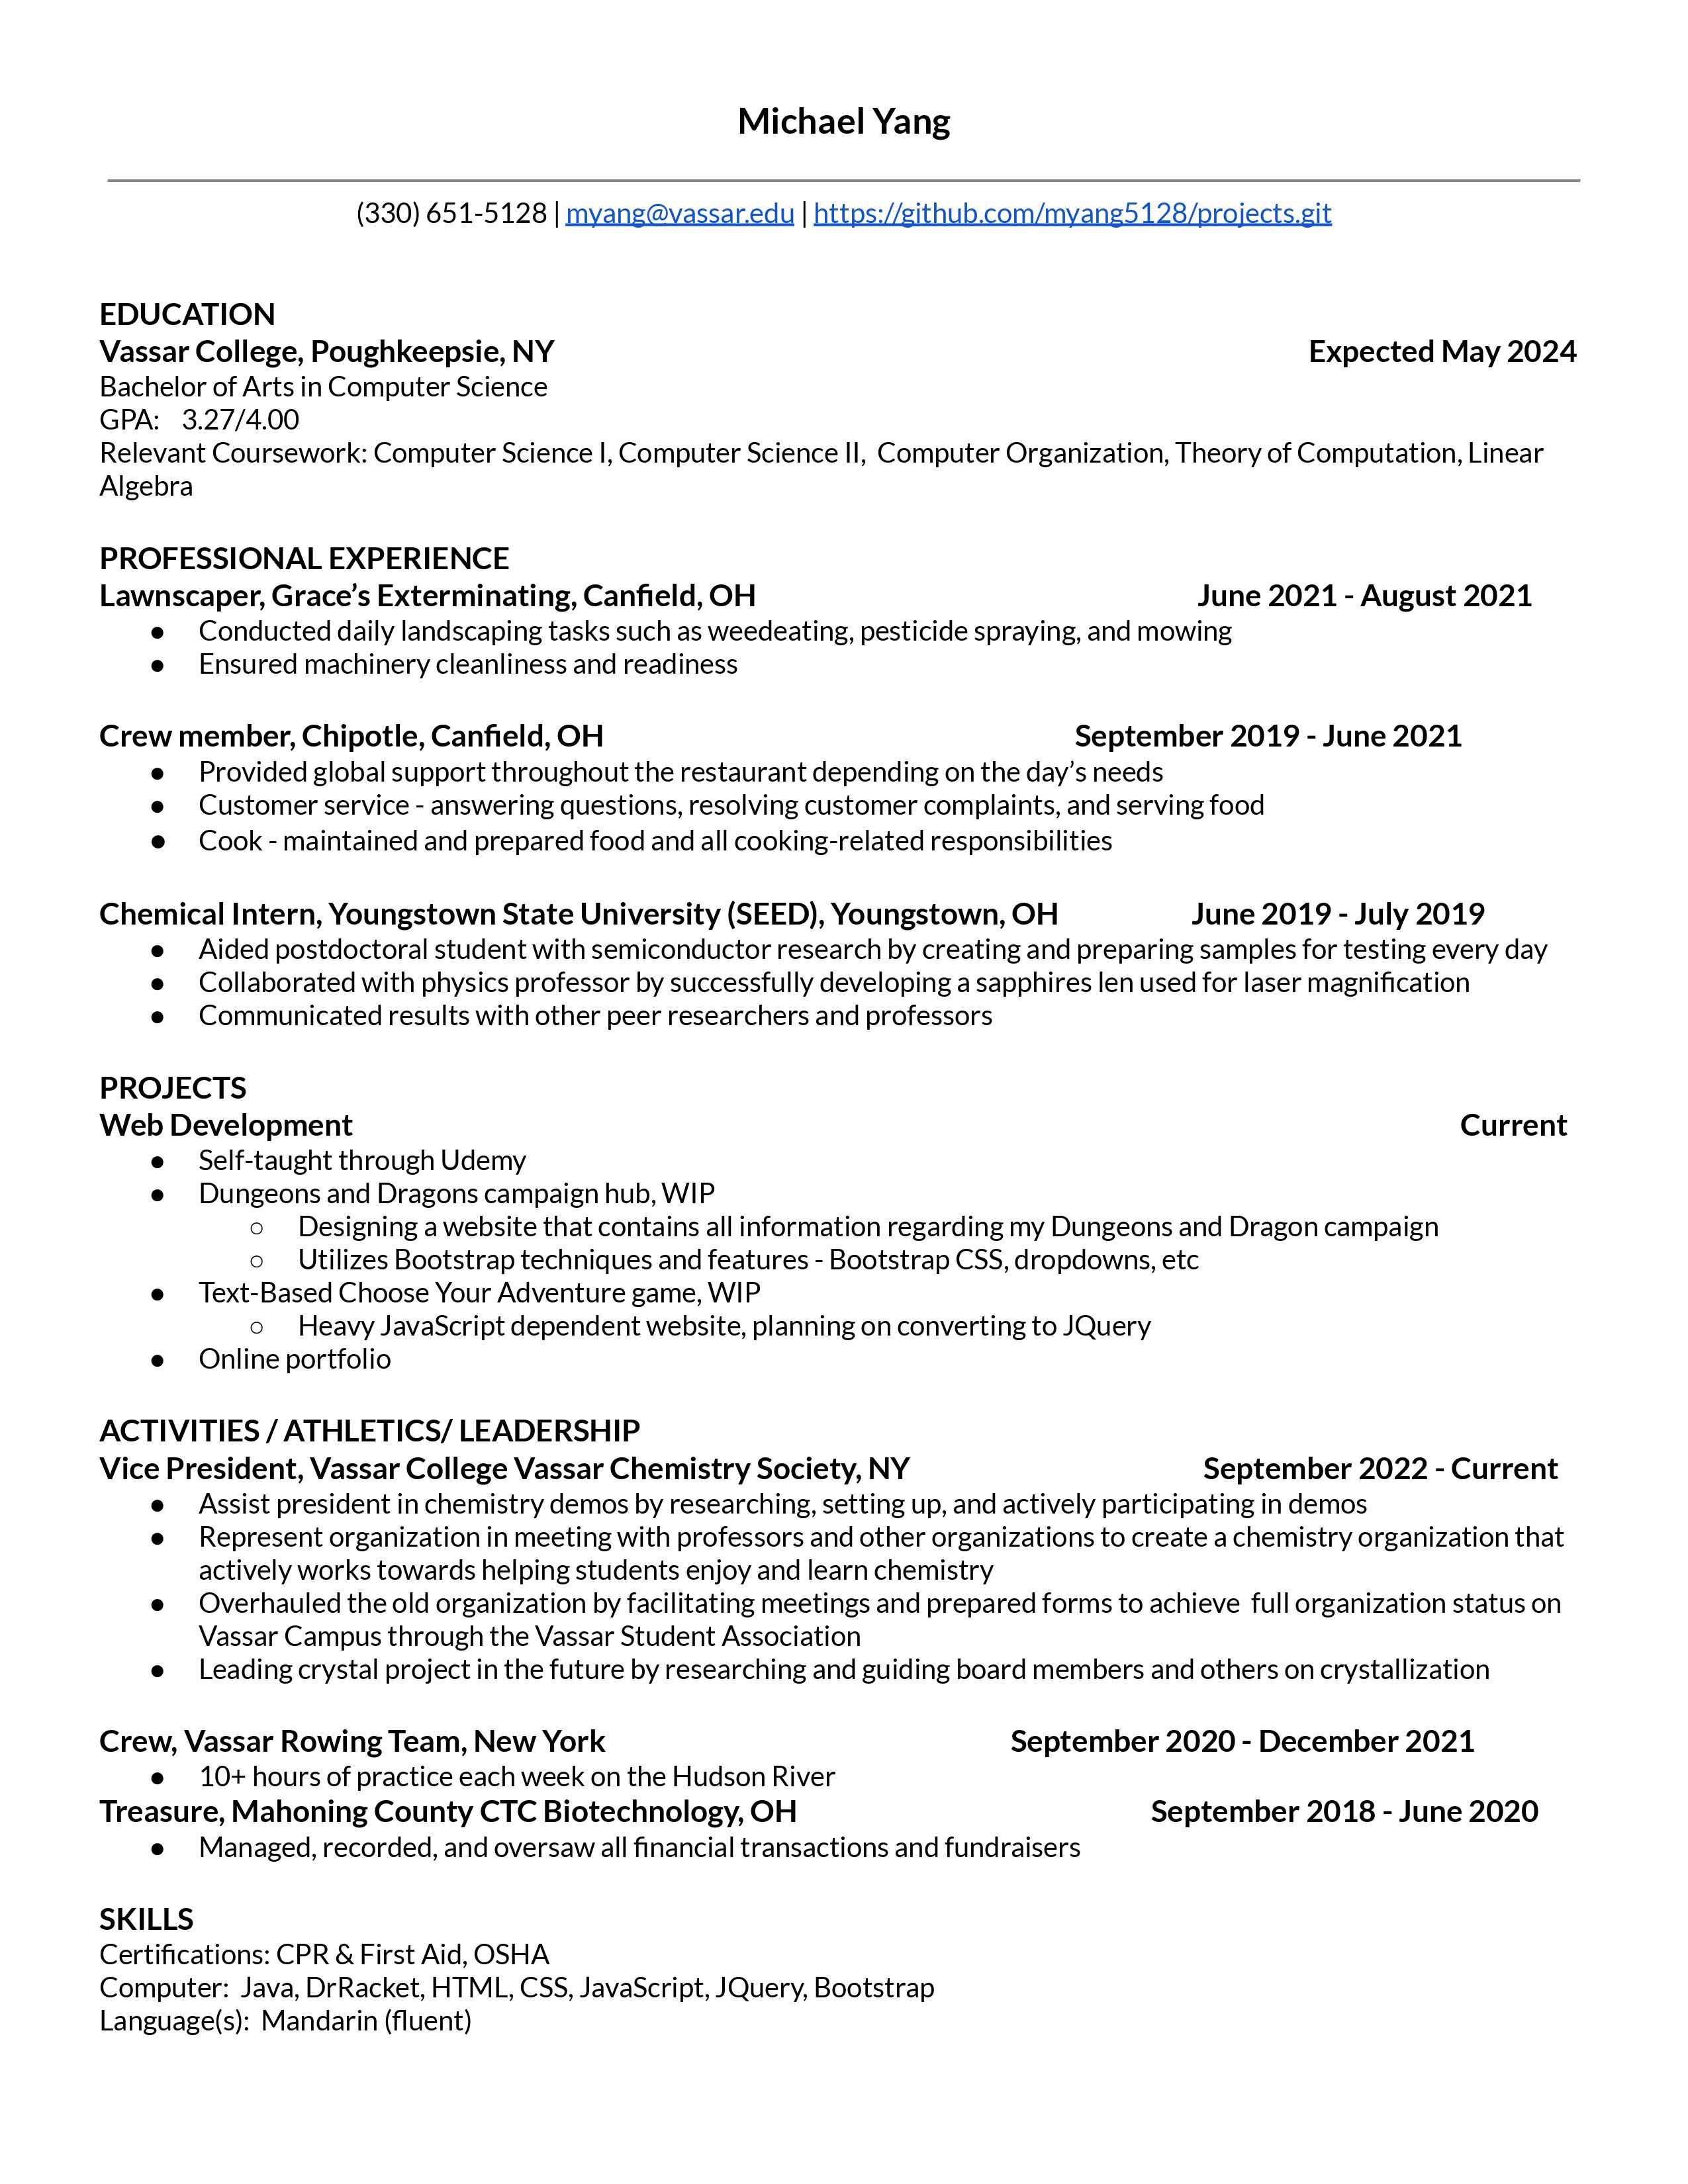 Michael Yang
(330) 651-5128 | myang@vassar.edu | https://github.com/myang5128/projects.git
EDUCATION
Vassar College, Poughkeepsie, NY Expected May 2024
Bachelor of Arts in Computer Science
GPA: 3.27/4.00
Relevant Coursework: Computer Science I, Computer Science II, Computer Organization, Theory of Computation, Linear
Algebra
PROFESSIONAL EXPERIENCE
Lawnscaper, Grace’s Exterminating, Canfield, OH June 2021 - August 2021
● Conducted daily landscaping tasks such as weedeating, pesticide spraying, and mowing
● Ensured machinery cleanliness and readiness
Crew member, Chipotle, Canfield, OH September 2019 - June 2021
● Provided global support throughout the restaurant depending on the day’s needs
● Customer service - answering questions, resolving customer complaints, and serving food
● Cook - maintained and prepared food and all cooking-related responsibilities
Chemical Intern, Youngstown State University (SEED), Youngstown, OH June 2019 - July 2019
● Aided postdoctoral student with semiconductor research by creating and preparing samples for testing every day
● Collaborated with physics professor by successfully developing a sapphires len used for laser magnification
● Communicated results with other peer researchers and professors
PROJECTS
Web Development Current
● Self-taught through Udemy
● Dungeons and Dragons campaign hub, WIP
○ Designing a website that contains all information regarding my Dungeons and Dragon campaign
○ Utilizes Bootstrap techniques and features - Bootstrap CSS, dropdowns, etc
● Text-Based Choose Your Adventure game, WIP
○ Heavy JavaScript dependent website, planning on converting to JQuery
● Online portfolio
ACTIVITIES / ATHLETICS/ LEADERSHIP
Vice President, Vassar College Vassar Chemistry Society, NY September 2022 - Current
● Assist president in chemistry demos by researching, setting up, and actively participating in demos
● Represent organization in meeting with professors and other organizations to create a chemistry organization that
actively works towards helping students enjoy and learn chemistry
● Overhauled the old organization by facilitating meetings and prepared forms to achieve full organization status on
Vassar Campus through the Vassar Student Association
● Leading crystal project in the future by researching and guiding board members and others on crystallization
Crew, Vassar Rowing Team, New York September 2020 - December 2021
● 10+ hours of practice each week on the Hudson River
Treasure, Mahoning County CTC Biotechnology, OH September 2018 - June 2020
● Managed, recorded, and oversaw all financial transactions and fundraisers
SKILLS
Certifications: CPR & First Aid, OSHA
Computer: Java, DrRacket, HTML, CSS, JavaScript, JQuery, Bootstrap
Language(s): Mandarin (fluent)